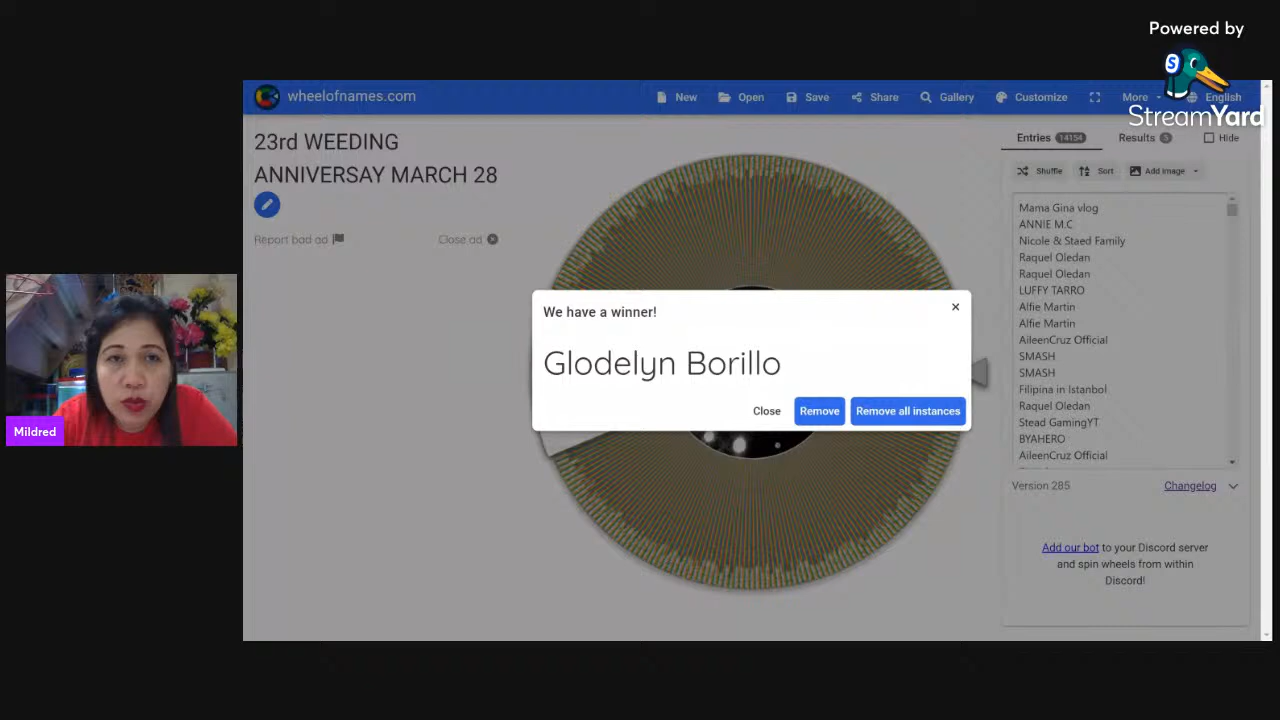 Powered by
StreamYard
wheelofnames.com
New
Open
Save
Share
Gallery
Customize
More
English
23rd WEEDING
ANNIVERSAY MARCH 28
Report bad ad
Close ad
Entries 14154
Results 5
Hide
Shuffle
Sort
Add image
Mama Gina vlog
ANNIE M.C
Nicole & Staed Family
Raquel Oledan
Raquel Oledan
LUFFY TARRO
Alfie Martin
Alfie Martin
AileenCruz Official
SMASH
SMASH
Filipina in Istanbol
Raquel Oledan
Stead GamingYT
BYAHERO
AileenCruz Official
We have a winner!
Glodelyn Borillo
Close
Remove
Remove all instances
Version 285
Changelog
Add our bot to your Discord server
and spin wheels from within
Discord!
Mildred